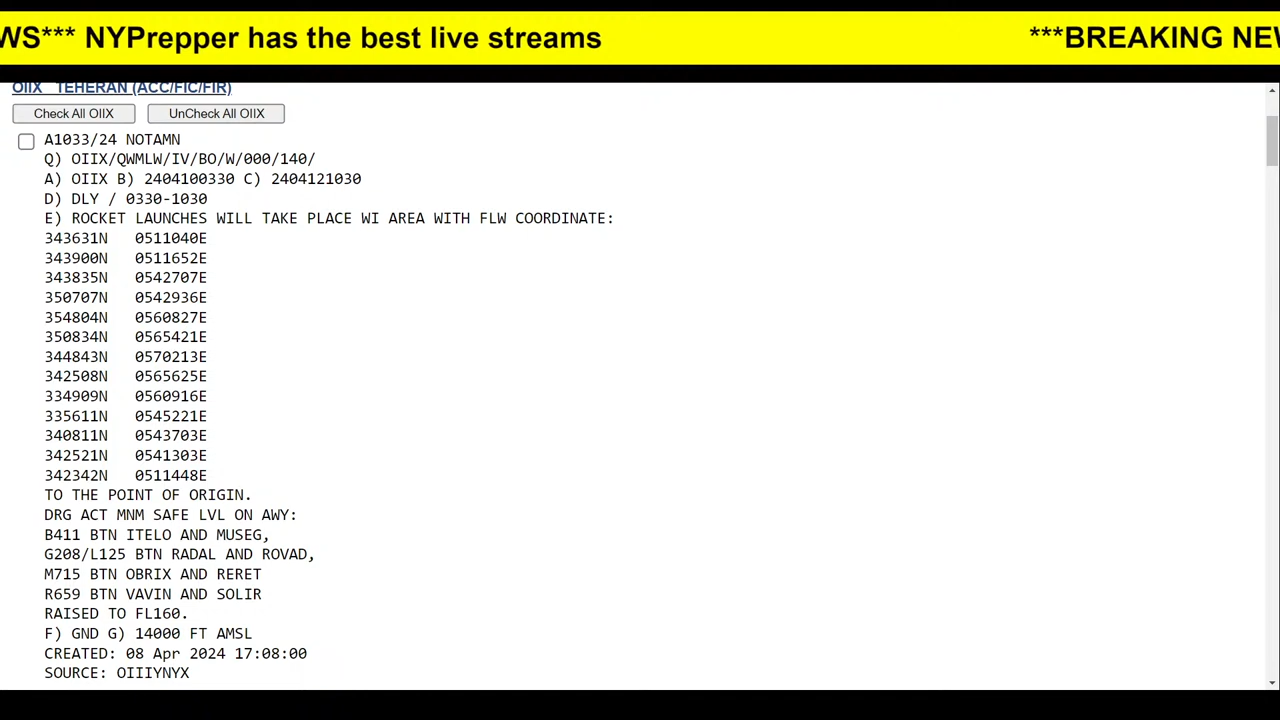 WS*** NYPrepper has the best live streams ***BREAKING NEW
OIIX TEHERAN (ACC/FIC/FIR)
Check All OIIX UnCheck All OIIX
A1033/24 NOTAMN
Q) OIIX/QWMLW/IV/BO/W/000/140/
A) OIIX B) 2404100330 C) 2404121030
D) DLY / 0330-1030
E) ROCKET LAUNCHES WILL TAKE PLACE WI AREA WITH FLW COORDINATE:
343631N 0511040E
343900N 0511652E
343835N 0542707E
350707N 0542936E
354804N 0560827E
350834N 0565421E
344843N 0570213E
342508N 0565625E
334909N 0560916E
335611N 0545221E
340811N 0543703E
342521N 0541303E
342342N 0511448E
TO THE POINT OF ORIGIN.
DRG ACT MNM SAFE LVL ON AWY:
B411 BTN ITELO AND MUSEG,
G208/L125 BTN RADAL AND ROVAD,
M715 BTN OBRIX AND RERET
R659 BTN VAVIN AND SOLIR
RAISED TO FL160.
F) GND G) 14000 FT AMSL
CREATED: 08 Apr 2024 17:08:00
SOURCE: OIIIYNYX